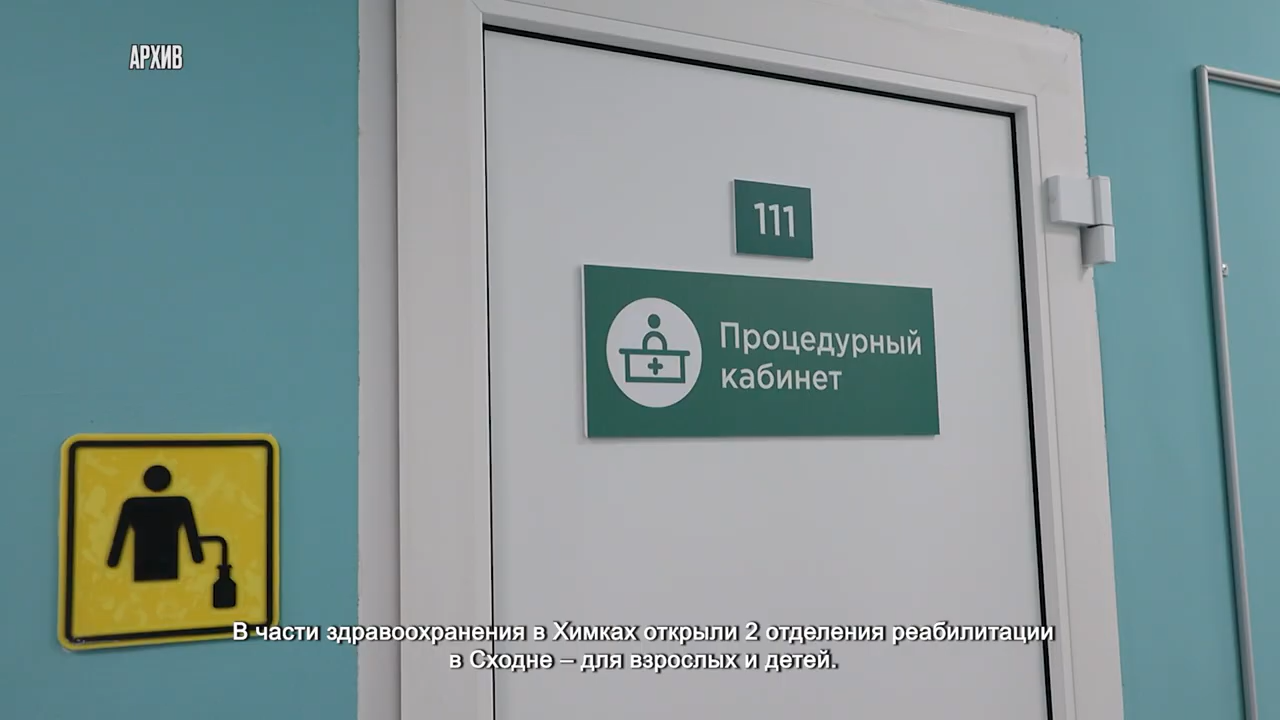 АРХИВ
111
Процедурный
кабинет
В части здравоохранения в Химках открыли 2 отделения реабилитации
в Сходне – для взрослых и детей.